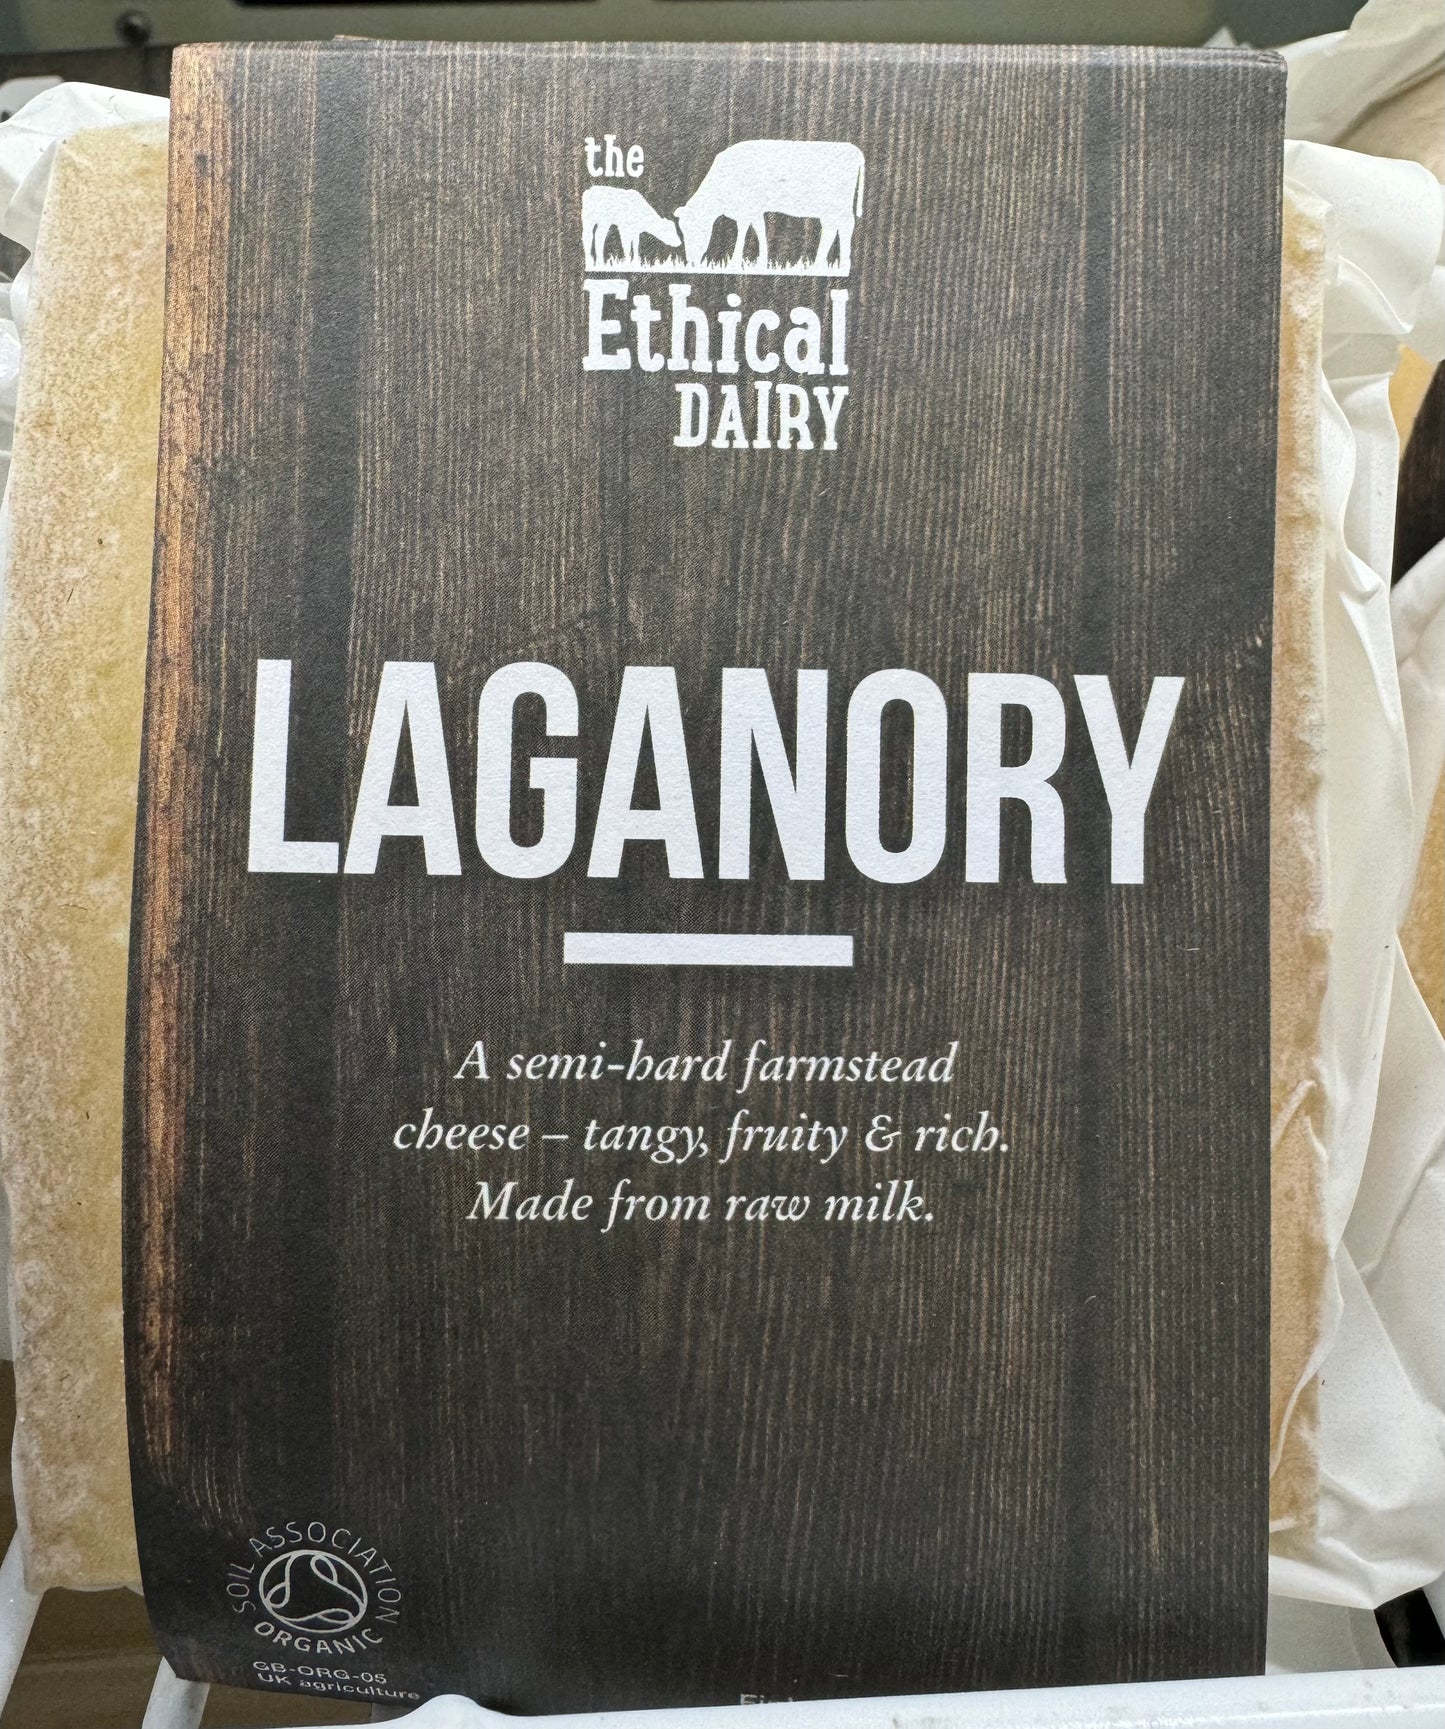 the
Ethical
DAIRY
LAGANORY
A semi-hard farmstead
cheese – tangy, fruity & rich.
Made from raw milk.
SOIL ASSOCIATION
ORGANIC
GB-ORG-05
UK agriculture